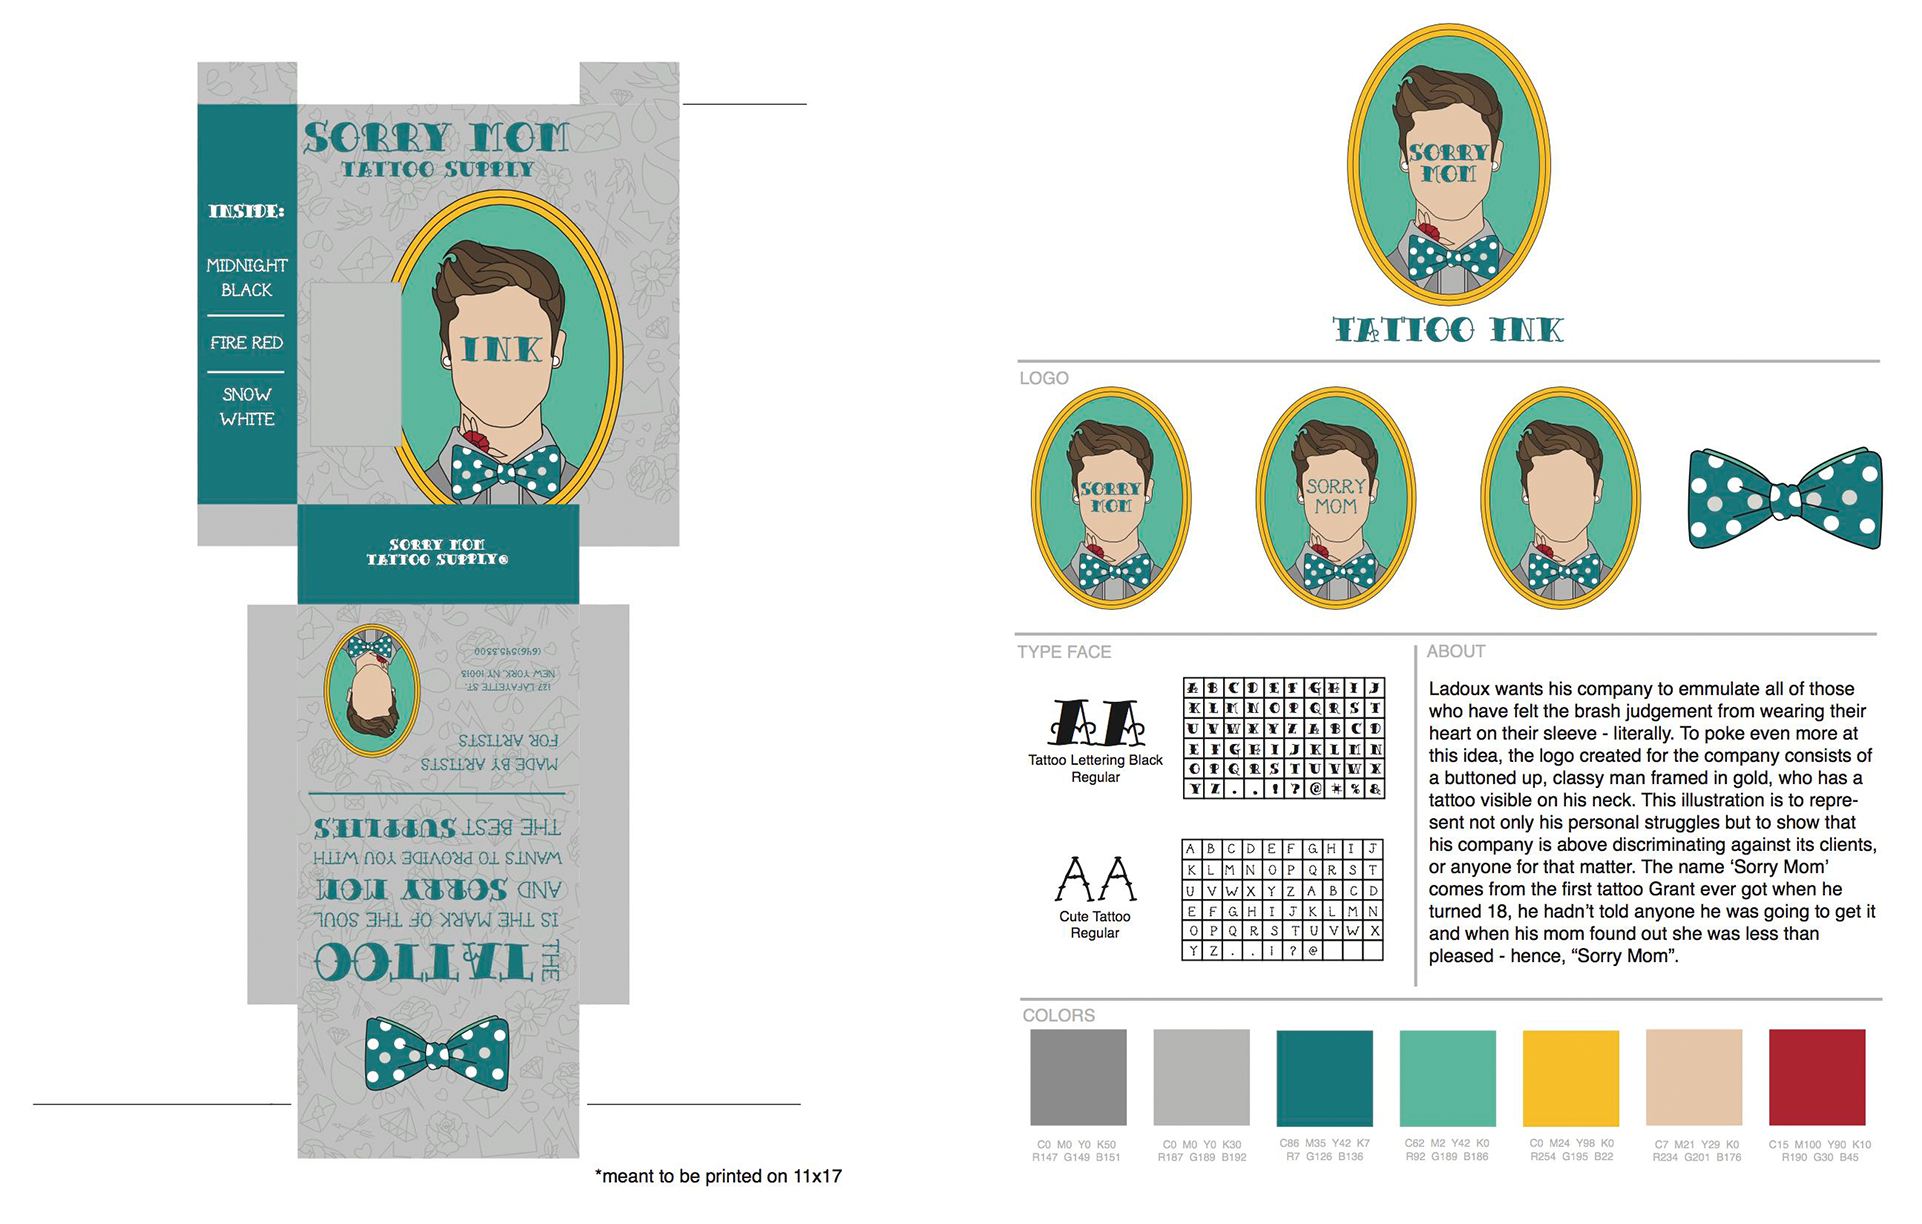 SORRY MOM
TATTOO SUPPLY
INSIDE:
MIDNIGHT
BLACK
FIRE RED
SNOW
WHITE
INK
SORRY MOM
TATTOO SUPPLY®
THE TATTOO
IS THE MARK OF THE SOUL
AND SORRY MOM
WANTS TO PROVIDE YOU WITH
THE BEST SUPPLIES
MADE BY ARTISTS
FOR ARTISTS
127 LAFAYETTE ST.
NEW YORK, NY 10013
*meant to be printed on 11x17
SORRY
MOM
TATTOO INK
LOGO
SORRY
MOM
SORRY
MOM
TYPE FACE
AA
Tattoo Lettering Black
Regular
A B C D E F G H I J
K L M N O P Q R S T
U V W X Y Z A B C D
E F G H I J K L M N
O P Q R S T U V W X
Y Z . . ! ? @ * % &
AA
Cute Tattoo
Regular
A B C D E F G H I J
K L M N O P Q R S T
U V W X Y Z A B C D
E F G H I J K L M N
O P Q R S T U V W X
Y Z . . ! ? @
ABOUT
Ladoux wants his company to emmulate all of those
who have felt the brash judgement from wearing their
heart on their sleeve - literally. To poke even more at
this idea, the logo created for the company consists of
a buttoned up, classy man framed in gold, who has a
tattoo visible on his neck. This illustration is to repre-
sent not only his personal struggles but to show that
his company is above discriminating against its clients,
or anyone for that matter. The name ‘Sorry Mom’
comes from the first tattoo Grant ever got when he
turned 18, he hadn’t told anyone he was going to get it
and when his mom found out she was less than
pleased - hence, “Sorry Mom”.
COLORS
C0 M0 Y0 K50
R147 G149 B151
C0 M0 Y0 K30
R187 G189 B192
C86 M35 Y42 K7
R7 G126 B136
C62 M2 Y42 K0
R92 G189 B186
C0 M24 Y98 K0
R254 G195 B22
C7 M21 Y29 K0
R234 G201 B176
C15 M100 Y90 K10
R190 G30 B45